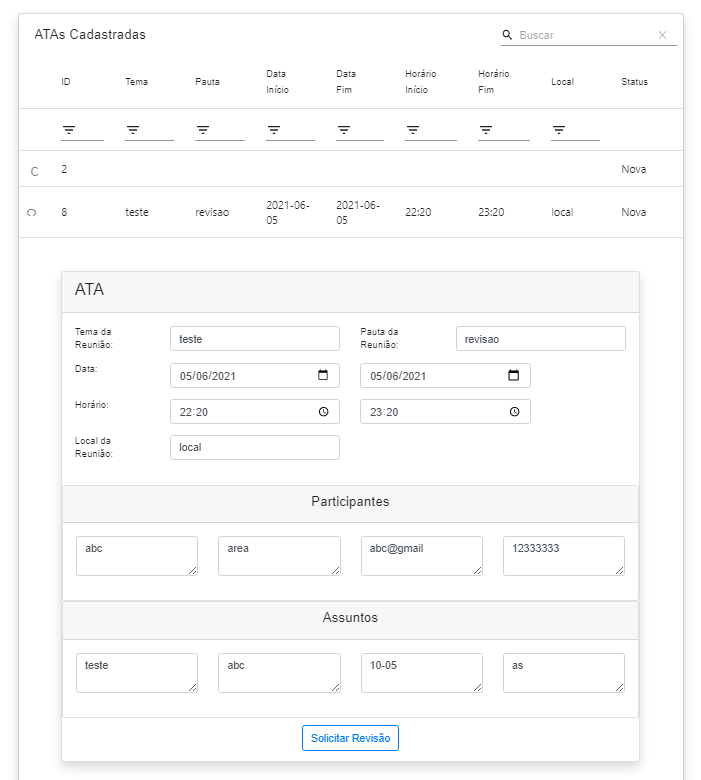 ATAs Cadastradas
Buscar
ID Tema Pauta Data Início Data Fim Horário Início Horário Fim Local Status
2 Nova
8 teste revisao 2021-06-05 2021-06-05 22:20 23:20 local Nova
ATA
Tema da Reunião: teste Pauta da Reunião: revisao
Data: 05/06/2021 05/06/2021
Horário: 22:20 23:20
Local da Reunião: local
Participantes
abc area abc@gmail 12333333
Assuntos
teste abc 10-05 as
Solicitar Revisão